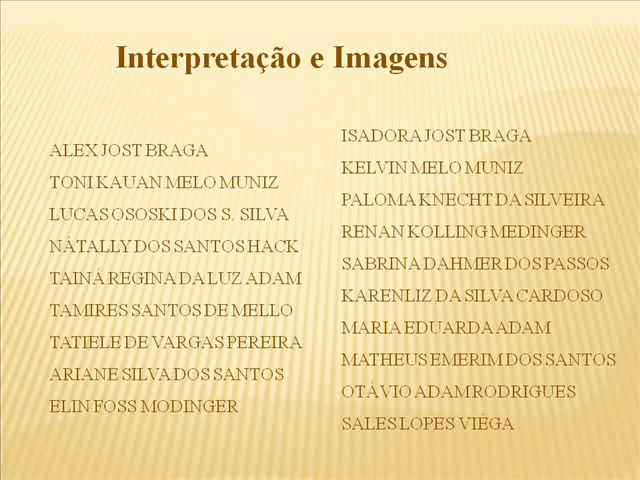 Interpretação e Imagens
ALEX JOST BRAGA
TONI KAUAN MELO MUNIZ
LUCAS OSOSKI DOS S. SILVA
NÁTALLY DOS SANTOS HACK
TAINÁ REGINA DA LUZ ADAM
TAMIRES SANTOS DE MELLO
TATIELE DE VARGAS PEREIRA
ARIANE SILVA DOS SANTOS
ELIN FOSS MODINGER
ISADORA JOST BRAGA
KELVIN MELO MUNIZ
PALOMA KNECHT DA SILVEIRA
RENAN KOLLING MEDINGER
SABRINA DAHMER DOS PASSOS
KARENLIZ DA SILVA CARDOSO
MARIA EDUARDA ADAM
MATHEUS EMERIM DOS SANTOS
OTÁVIO ADAM RODRIGUES
SALES LOPES VIÉGA